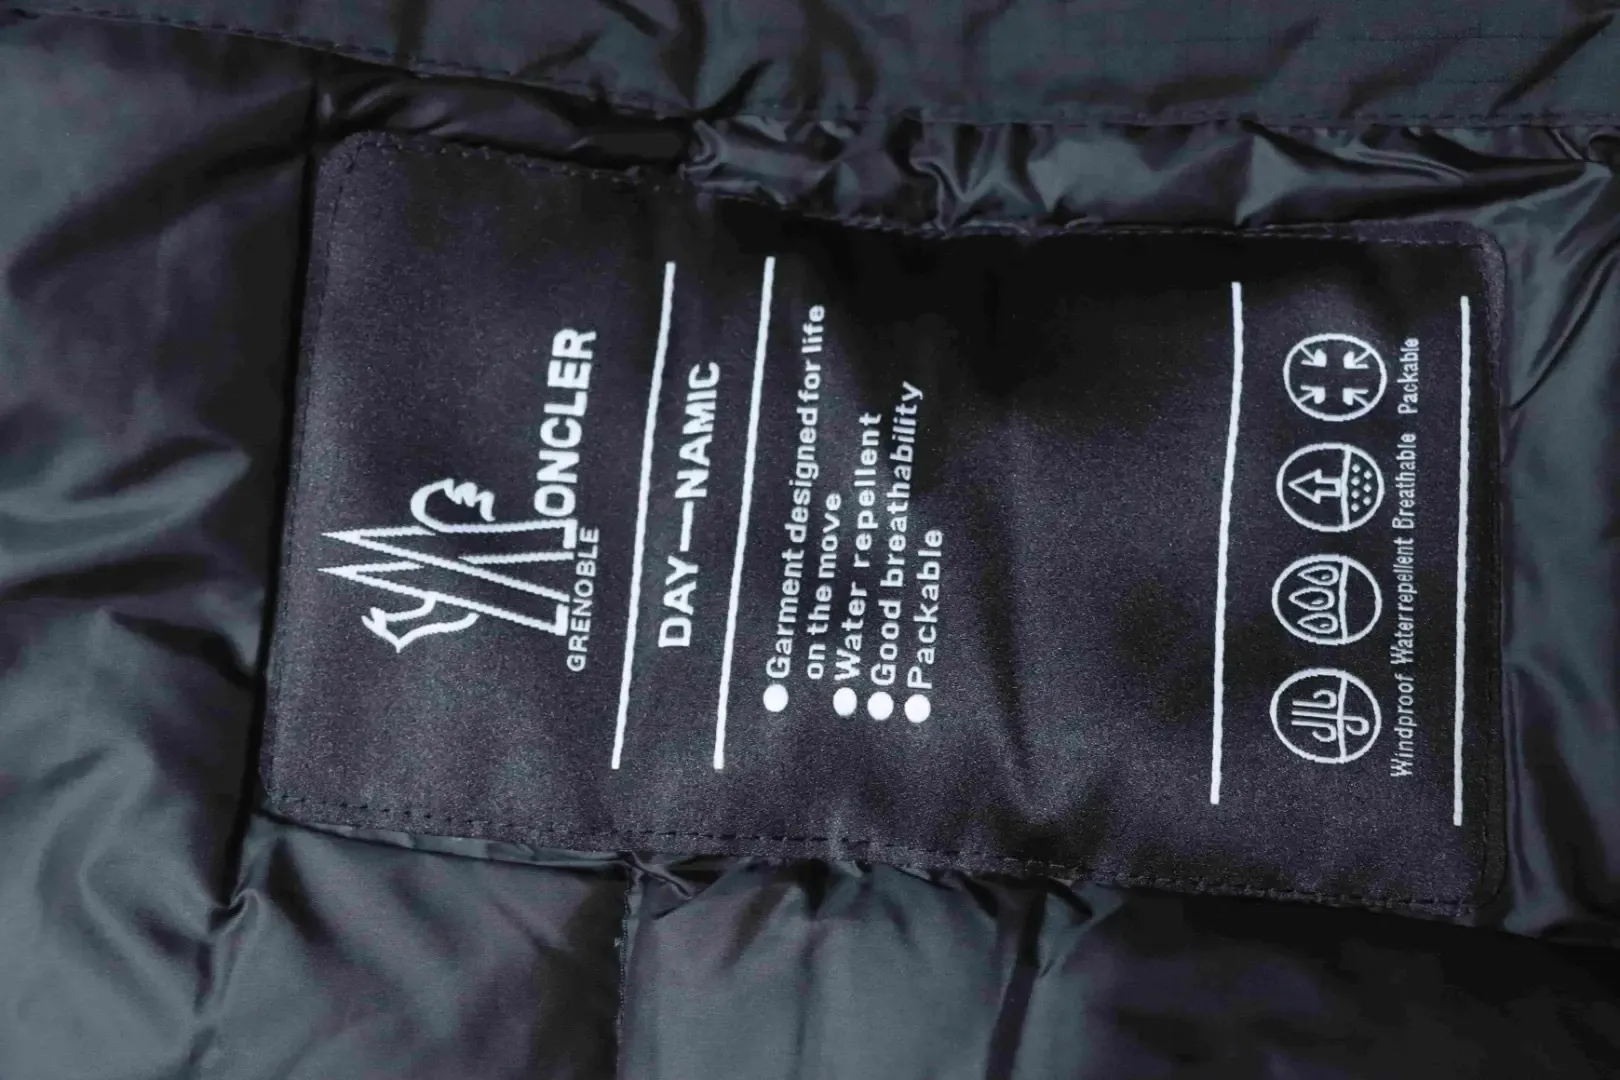 MONCLER
GRENOBLE
DAY—NAMIC
●Garment designed for life
on the move
●Water repellent
●Good breathability
●Packable
Windproof Waterrepellent Breathable Packable